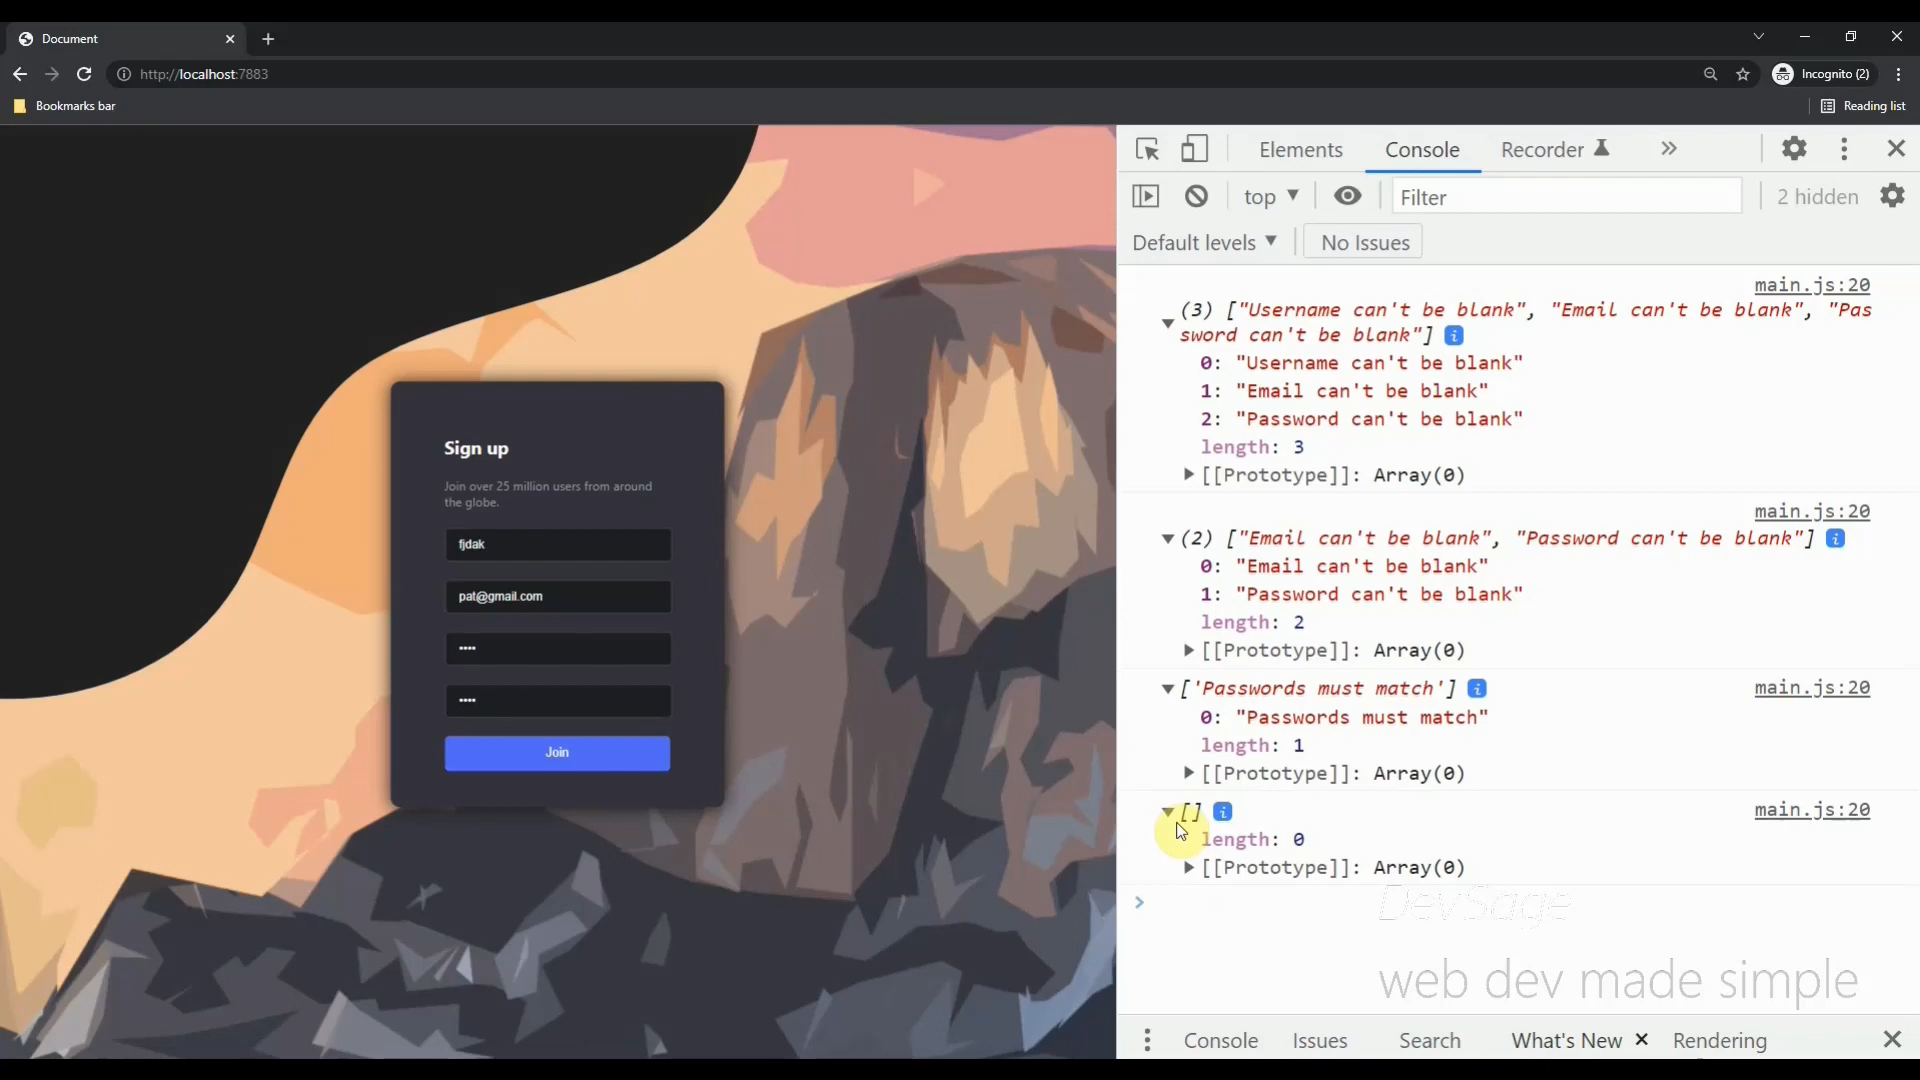 Document
http://localhost:7883
Incognito (2)
Bookmarks bar
Reading list
Elements
Console
Recorder
top
Filter
2 hidden
Default levels
No Issues
Sign up
Join over 25 million users from around
the globe.
fjdak
pat@gmail.com
••••
••••
Join
main.js:20
(3) ["Username can't be blank", "Email can't be blank", "Pas
sword can't be blank"]
0: "Username can't be blank"
1: "Email can't be blank"
2: "Password can't be blank"
length: 3
[[Prototype]]: Array(0)
main.js:20
(2) ["Email can't be blank", "Password can't be blank"]
0: "Email can't be blank"
1: "Password can't be blank"
length: 2
[[Prototype]]: Array(0)
['Passwords must match'] main.js:20
0: "Passwords must match"
length: 1
[[Prototype]]: Array(0)
[] main.js:20
length: 0
[[Prototype]]: Array(0)
DevSage
web dev made simple
Console
Issues
Search
What's New
Rendering